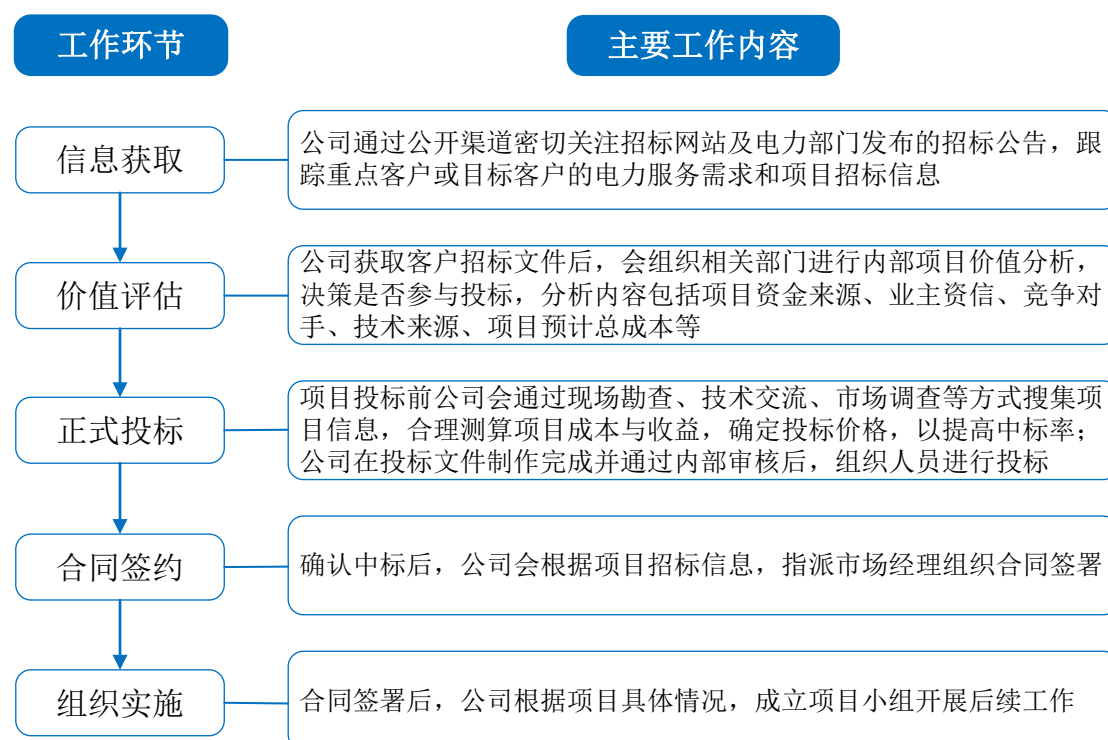 工作环节
主要工作内容
信息获取
公司通过公开渠道密切关注招标网站及电力部门发布的招标公告，跟
踪重点客户或目标客户的电力服务需求和项目招标信息
价值评估
公司获取客户招标文件后，会组织相关部门进行内部项目价值分析，
决策是否参与投标，分析内容包括项目资金来源、业主资信、竞争对
手、技术来源、项目预计总成本等
正式投标
项目投标前公司会通过现场勘查、技术交流、市场调查等方式搜集项
目信息，合理测算项目成本与收益，确定投标价格，以提高中标率；
公司在投标文件制作完成并通过内部审核后，组织人员进行投标
合同签约
确认中标后，公司会根据项目招标信息，指派市场经理组织合同签署
组织实施
合同签署后，公司根据项目具体情况，成立项目小组开展后续工作